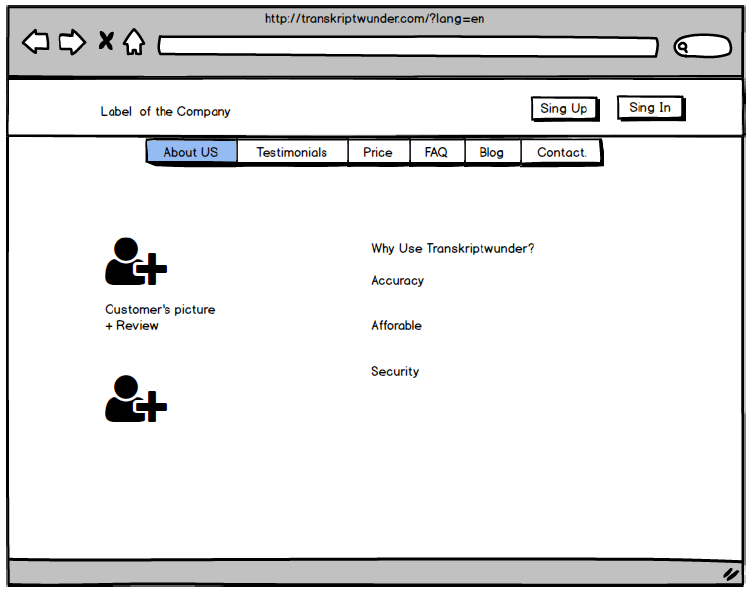 http://transkriptwunder.com/?lang=en
Label of the Company
Sing Up
Sing In
About US
Testimonials
Price
FAQ
Blog
Contact.
Why Use Transkriptwunder?
Accuracy
Customer's picture
+ Review
Afforable
Security